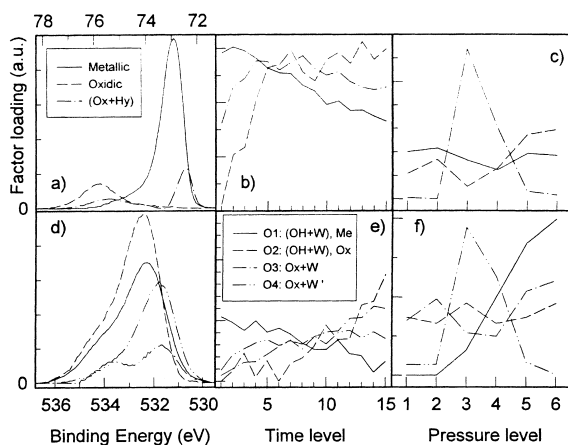 78 76 74 72
Factor loading (a.u.)
Metallic
Oxidic
(Ox+Hy)
a)
b)
c)
0
d)
e)
f)
O1: (OH+W), Me
O2: (OH+W), Ox
O3: Ox+W
O4: Ox+W '
0
536 534 532 530
5 10 15
1 2 3 4 5 6
Binding Energy (eV)
Time level
Pressure level